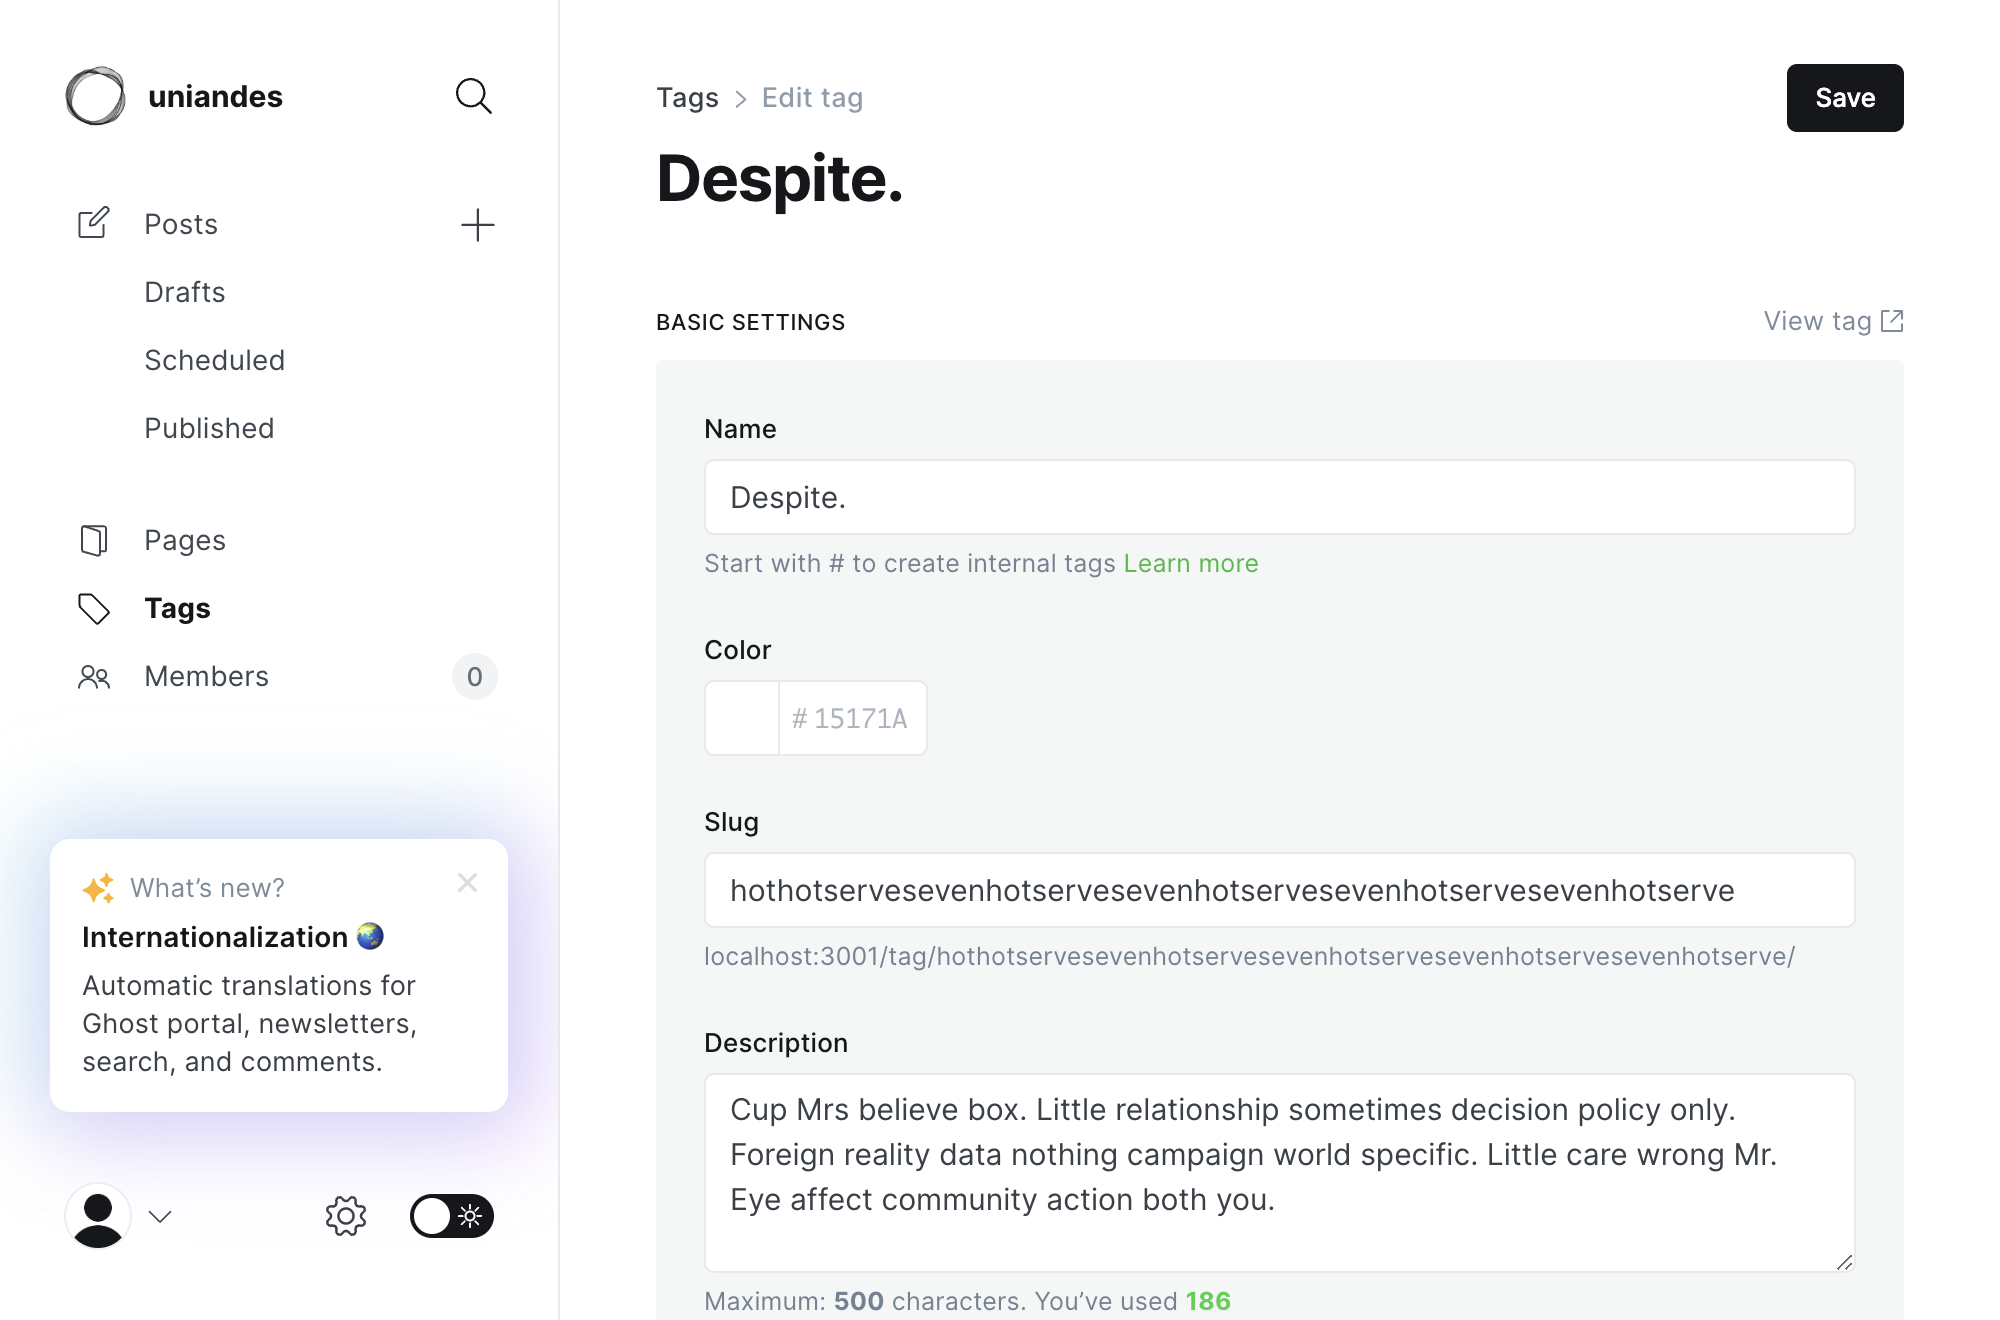 uniandes
Posts
Drafts
Scheduled
Published
Pages
Tags
Members
0
What’s new?
Internationalization 🌏
Automatic translations for
Ghost portal, newsletters,
search, and comments.
Tags > Edit tag
Save
Despite.
BASIC SETTINGS
View tag
Name
Despite.
Start with # to create internal tags Learn more
Color
# 15171A
Slug
hothotservesevenhotservesevenhotservesevenhotservesevenhotserve
localhost:3001/tag/hothotservesevenhotservesevenhotservesevenhotservesevenhotserve/
Description
Cup Mrs believe box. Little relationship sometimes decision policy only.
Foreign reality data nothing campaign world specific. Little care wrong Mr.
Eye affect community action both you.
Maximum: 500 characters. You’ve used 186